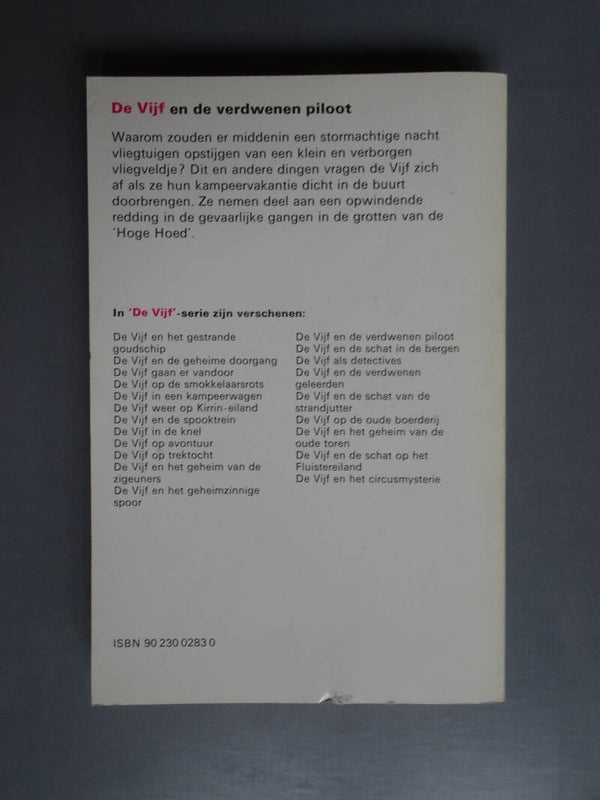 De Vijf en de verdwenen piloot
Waarom zouden er middenin een stormachtige nacht
vliegtuigen opstijgen van een klein en verborgen
vliegveldje? Dit en andere dingen vragen de Vijf zich
af als ze hun kampeervakantie dicht in de buurt
doorbrengen. Ze nemen deel aan een opwindende
redding in de gevaarlijke gangen in de grotten van de
'Hoge Hoed'.
In 'De Vijf'-serie zijn verschenen:
De Vijf en het gestrande
goudschip
De Vijf en de geheime doorgang
De Vijf gaan er vandoor
De Vijf op de smokkelaarsrots
De Vijf in een kampeerwagen
De Vijf weer op Kirrin-eiland
De Vijf en de spooktrein
De Vijf in de knel
De Vijf op avontuur
De Vijf op trektocht
De Vijf en het geheim van de
zigeuners
De Vijf en het geheimzinnige
spoor
De Vijf en de verdwenen piloot
De Vijf en de schat in de bergen
De Vijf als detectives
De Vijf en de verdwenen
geleerden
De Vijf en de schat van de
strandjutter
De Vijf op de oude boerderij
De Vijf en het geheim van de
oude toren
De Vijf en de schat op het
Fluistereiland
De Vijf en het circusmysterie
ISBN 90 230 0283 0